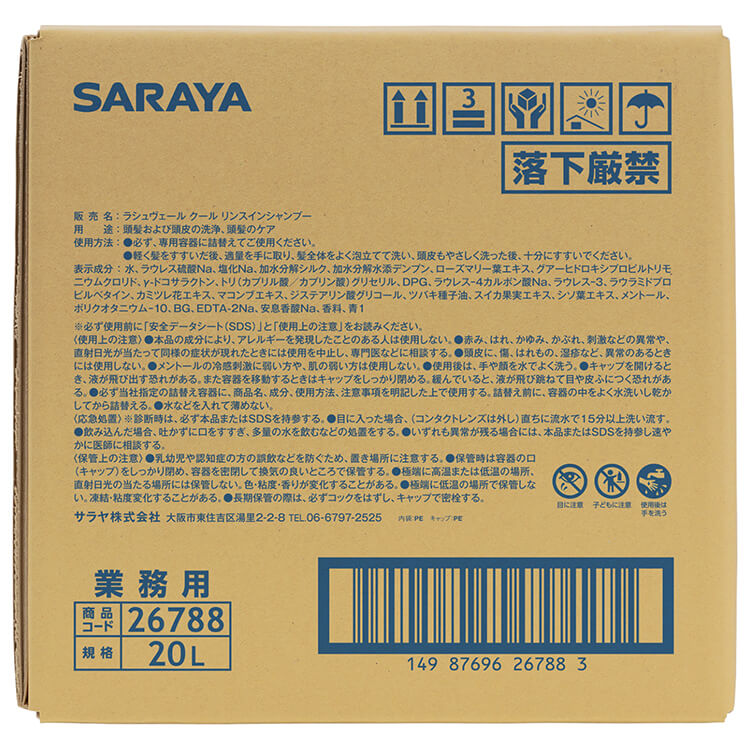 SARAYA
3
落下厳禁
販売名：ラシュヴェール クール リンスインシャンプー
用途：頭髪および頭皮の洗浄、頭髪のケア
使用方法：●必ず、専用容器に詰替えてご使用ください。
●軽く髪をすすいだ後、適量を手に取り、髪全体をよく泡立てて洗い、頭皮もやさしく洗った後、十分にすすいでください。
表示成分：水、ラウレス硫酸Na、塩化Na、加水分解シルク、加水分解水添デンプン、ローズマリー葉エキス、グアーヒドロキシプロピルトリモ
ニウムクロリド、γ-ドコサラクトン、トリ(カプリル酸／カプリン酸)グリセリル、DPG、ラウレス-4カルボン酸Na、ラウレス-3、ラウラミドプロ
ピルベタイン、カミツレ花エキス、マコンブエキス、ジステアリン酸グリコール、ツバキ種子油、スイカ果実エキス、シソ葉エキス、メントール、
ポリクオタニウム-10、BG、EDTA-2Na、安息香酸Na、香料、青1
※必ず使用前に「安全データシート(SDS)」と「使用上の注意」をお読みください。
〈使用上の注意〉●本品の成分により、アレルギーを発現したことのある人は使用しない。●赤み、はれ、かゆみ、かぶれ、刺激などの異常や、
直射日光が当たって同様の症状が現れたときには使用を中止し、専門医などに相談する。●頭皮に、傷、はれもの、湿疹など、異常のあるとき
には使用しない。●メントールの冷感刺激に弱い方や、肌の弱い方は使用しない。●使用後は、手や顔を水でよく洗う。●キャップを開けると
き、液が飛び出す恐れがある。また容器を移動するときはキャップをしっかり閉める。緩んでいると、液が飛び跳ねて目や皮ふにつく恐れがあ
る。●必ず当社指定の詰替え容器に、商品名、成分、使用方法、注意事項を明記した上で使用する。詰替え前に、容器の中をよく水洗いし乾か
してから詰替える。●水などを入れて薄めない。
〈応急処置〉※診断時は、必ず本品またはSDSを持参する。●目に入った場合、(コンタクトレンズは外し)直ちに流水で15分以上洗い流す。
●飲み込んだ場合、吐かずに口をすすぎ、多量の水を飲むなどの処置をする。●いずれも異常が残る場合には、本品またはSDSを持参し速や
かに医師に相談する。
〈保管上の注意〉●乳幼児や認知症の方の誤飲などを防ぐため、置き場所に注意する。●保管時は容器の口
(キャップ)をしっかり閉め、容器を密閉して換気の良いところで保管する。●極端に高温または低温の場所、
直射日光の当たる場所には保管しない。色・粘度・香りが変化することがある。●極端に低温の場所で保管しな
い。凍結・粘度変化することがある。●長期保管の際は、必ずコックをはずし、キャップで密栓する。
サラヤ株式会社 大阪市東住吉区湯里2-2-8 TEL.06-6797-2525 内袋:PE キャップ:PE
目に注意 子どもに注意 使用後は
手を洗う
業務用
商品
コード 26788
規格 20L
149 87696 26788 3